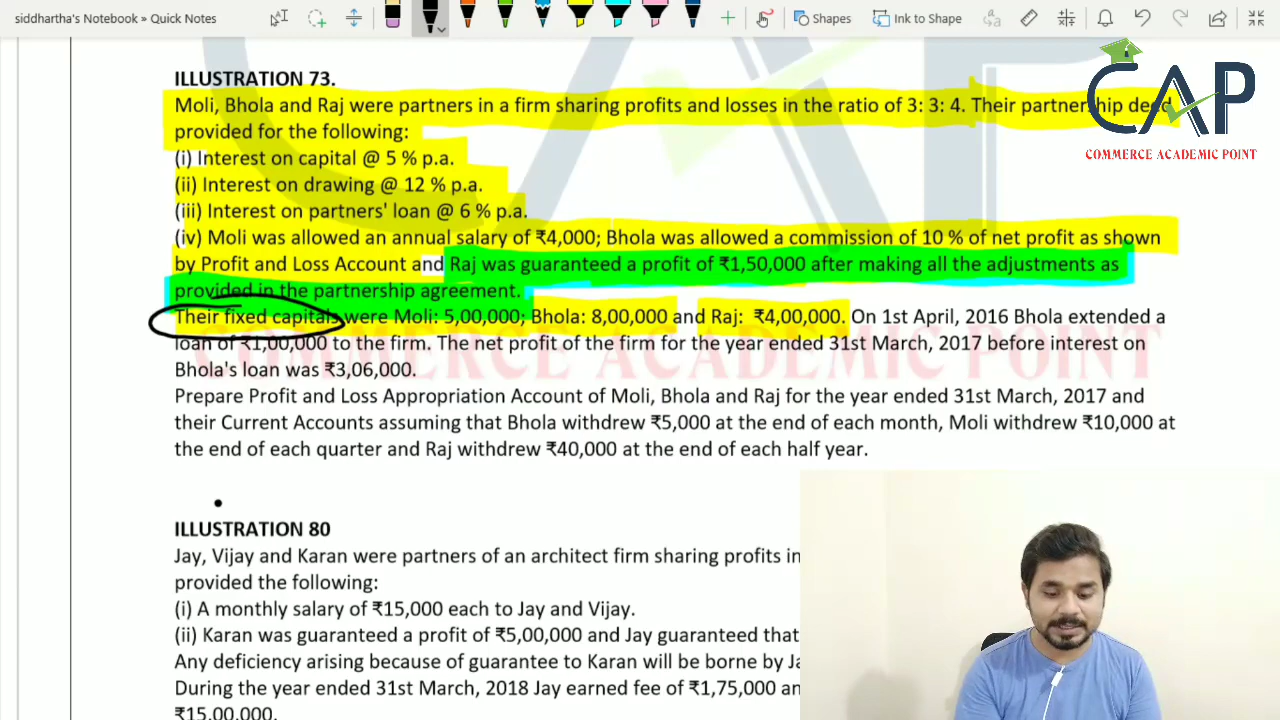 siddhartha's Notebook » Quick Notes
Shapes
Ink to Shape
CAP
COMMERCE ACADEMIC POINT
ILLUSTRATION 73.
Moli, Bhola and Raj were partners in a firm sharing profits and losses in the ratio of 3: 3: 4. Their partnership deed
provided for the following:
(i) Interest on capital @ 5 % p.a.
(ii) Interest on drawing @ 12 % p.a.
(iii) Interest on partners' loan @ 6 % p.a.
(iv) Moli was allowed an annual salary of ₹4,000; Bhola was allowed a commission of 10 % of net profit as shown
by Profit and Loss Account and Raj was guaranteed a profit of ₹1,50,000 after making all the adjustments as
provided in the partnership agreement.
Their fixed capitals were Moli: 5,00,000; Bhola: 8,00,000 and Raj: ₹4,00,000. On 1st April, 2016 Bhola extended a
loan of ₹1,00,000 to the firm. The net profit of the firm for the year ended 31st March, 2017 before interest on
Bhola's loan was ₹3,06,000.
COMMERCE ACADEMIC POINT
Prepare Profit and Loss Appropriation Account of Moli, Bhola and Raj for the year ended 31st March, 2017 and
their Current Accounts assuming that Bhola withdrew ₹5,000 at the end of each month, Moli withdrew ₹10,000 at
the end of each quarter and Raj withdrew ₹40,000 at the end of each half year.
ILLUSTRATION 80
Jay, Vijay and Karan were partners of an architect firm sharing profits in
provided the following:
(i) A monthly salary of ₹15,000 each to Jay and Vijay.
(ii) Karan was guaranteed a profit of ₹5,00,000 and Jay guaranteed that
Any deficiency arising because of guarantee to Karan will be borne by
During the year ended 31st March, 2018 Jay earned fee of ₹1,75,000
₹15,00,000.